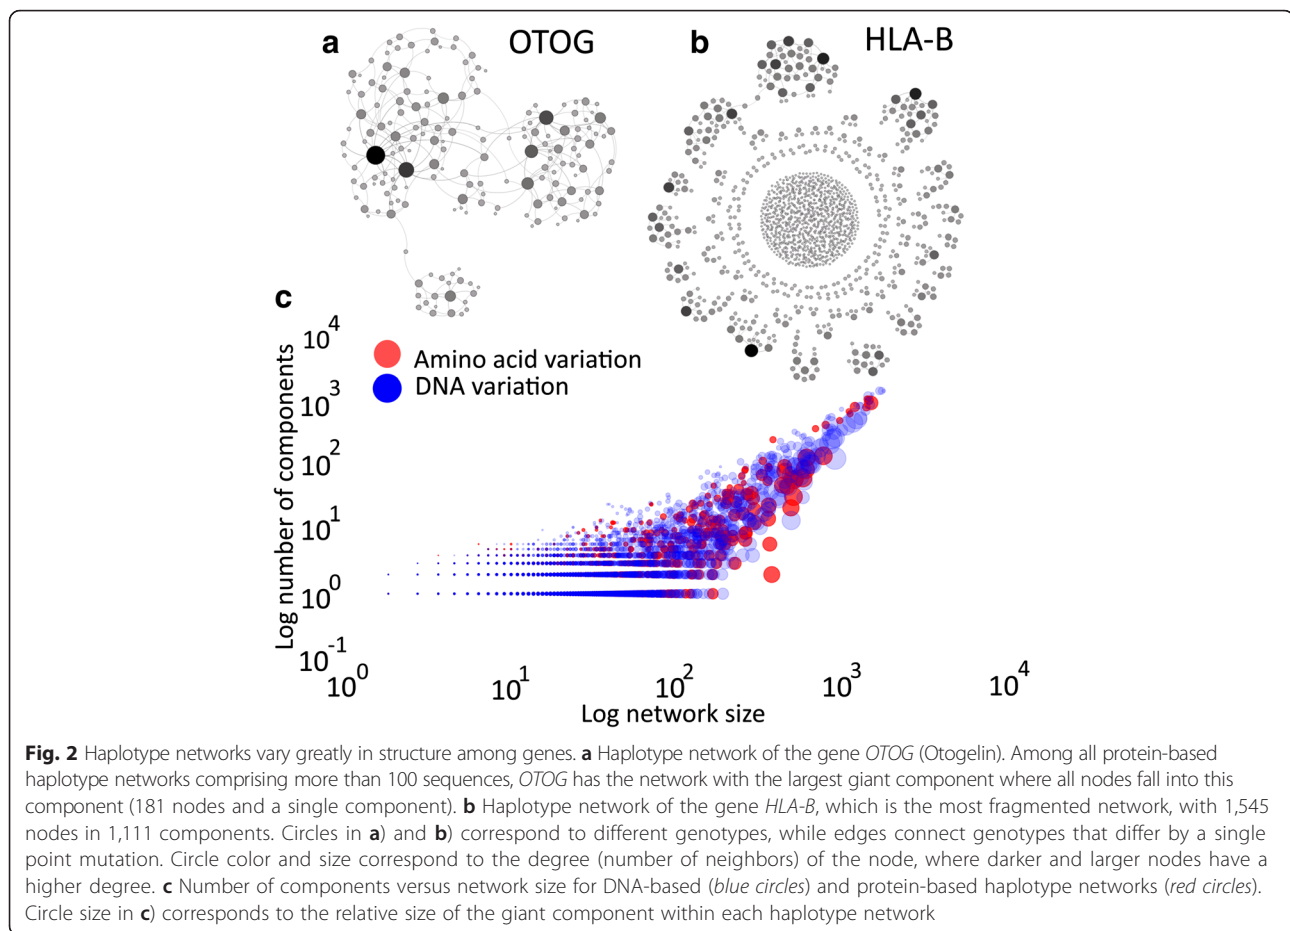 a
OTOG
b
HLA-B
c
Log number of components
10^4
10^3
10^2
10^1
10^0
10^-1
Amino acid variation
DNA variation
10^0
10^1
10^2
10^3
10^4
Log network size
Fig. 2 Haplotype networks vary greatly in structure among genes. a Haplotype network of the gene OTOG (Otogelin). Among all protein-based
haplotype networks comprising more than 100 sequences, OTOG has the network with the largest giant component where all nodes fall into this
component (181 nodes and a single component). b Haplotype network of the gene HLA-B, which is the most fragmented network, with 1,545
nodes in 1,111 components. Circles in a) and b) correspond to different genotypes, while edges connect genotypes that differ by a single
point mutation. Circle color and size correspond to the degree (number of neighbors) of the node, where darker and larger nodes have a
higher degree. c Number of components versus network size for DNA-based (blue circles) and protein-based haplotype networks (red circles).
Circle size in c) corresponds to the relative size of the giant component within each haplotype network